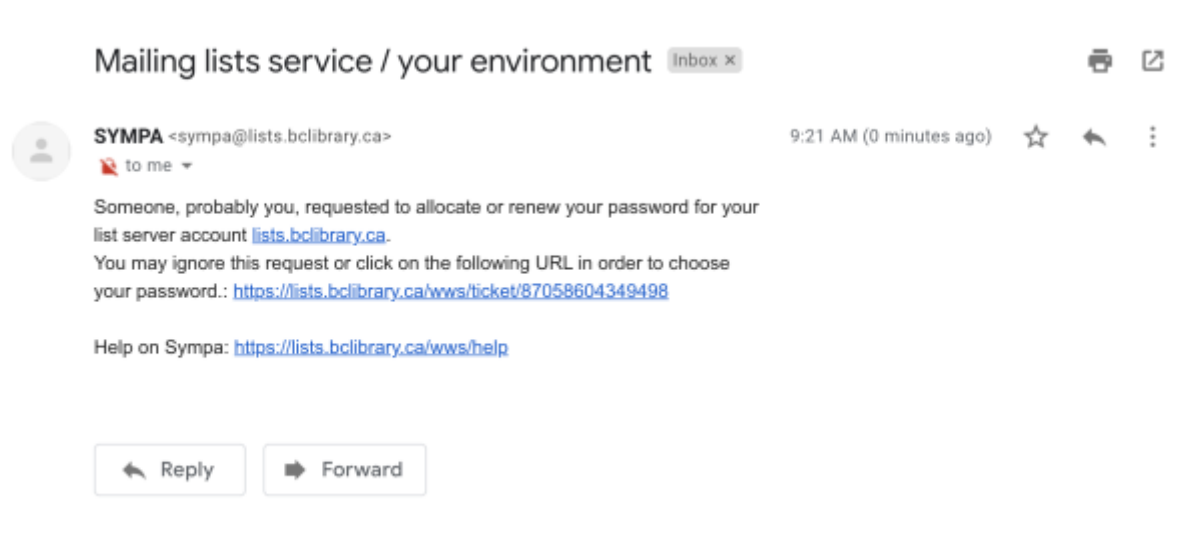 Mailing lists service / your environment Inbox ×
SYMPA <sympa@lists.bclibrary.ca> 9:21 AM (0 minutes ago)
to me
Someone, probably you, requested to allocate or renew your password for your
list server account lists.bclibrary.ca.
You may ignore this request or click on the following URL in order to choose
your password.: https://lists.bclibrary.ca/wws/ticket/87058604349498
Help on Sympa: https://lists.bclibrary.ca/wws/help
Reply Forward